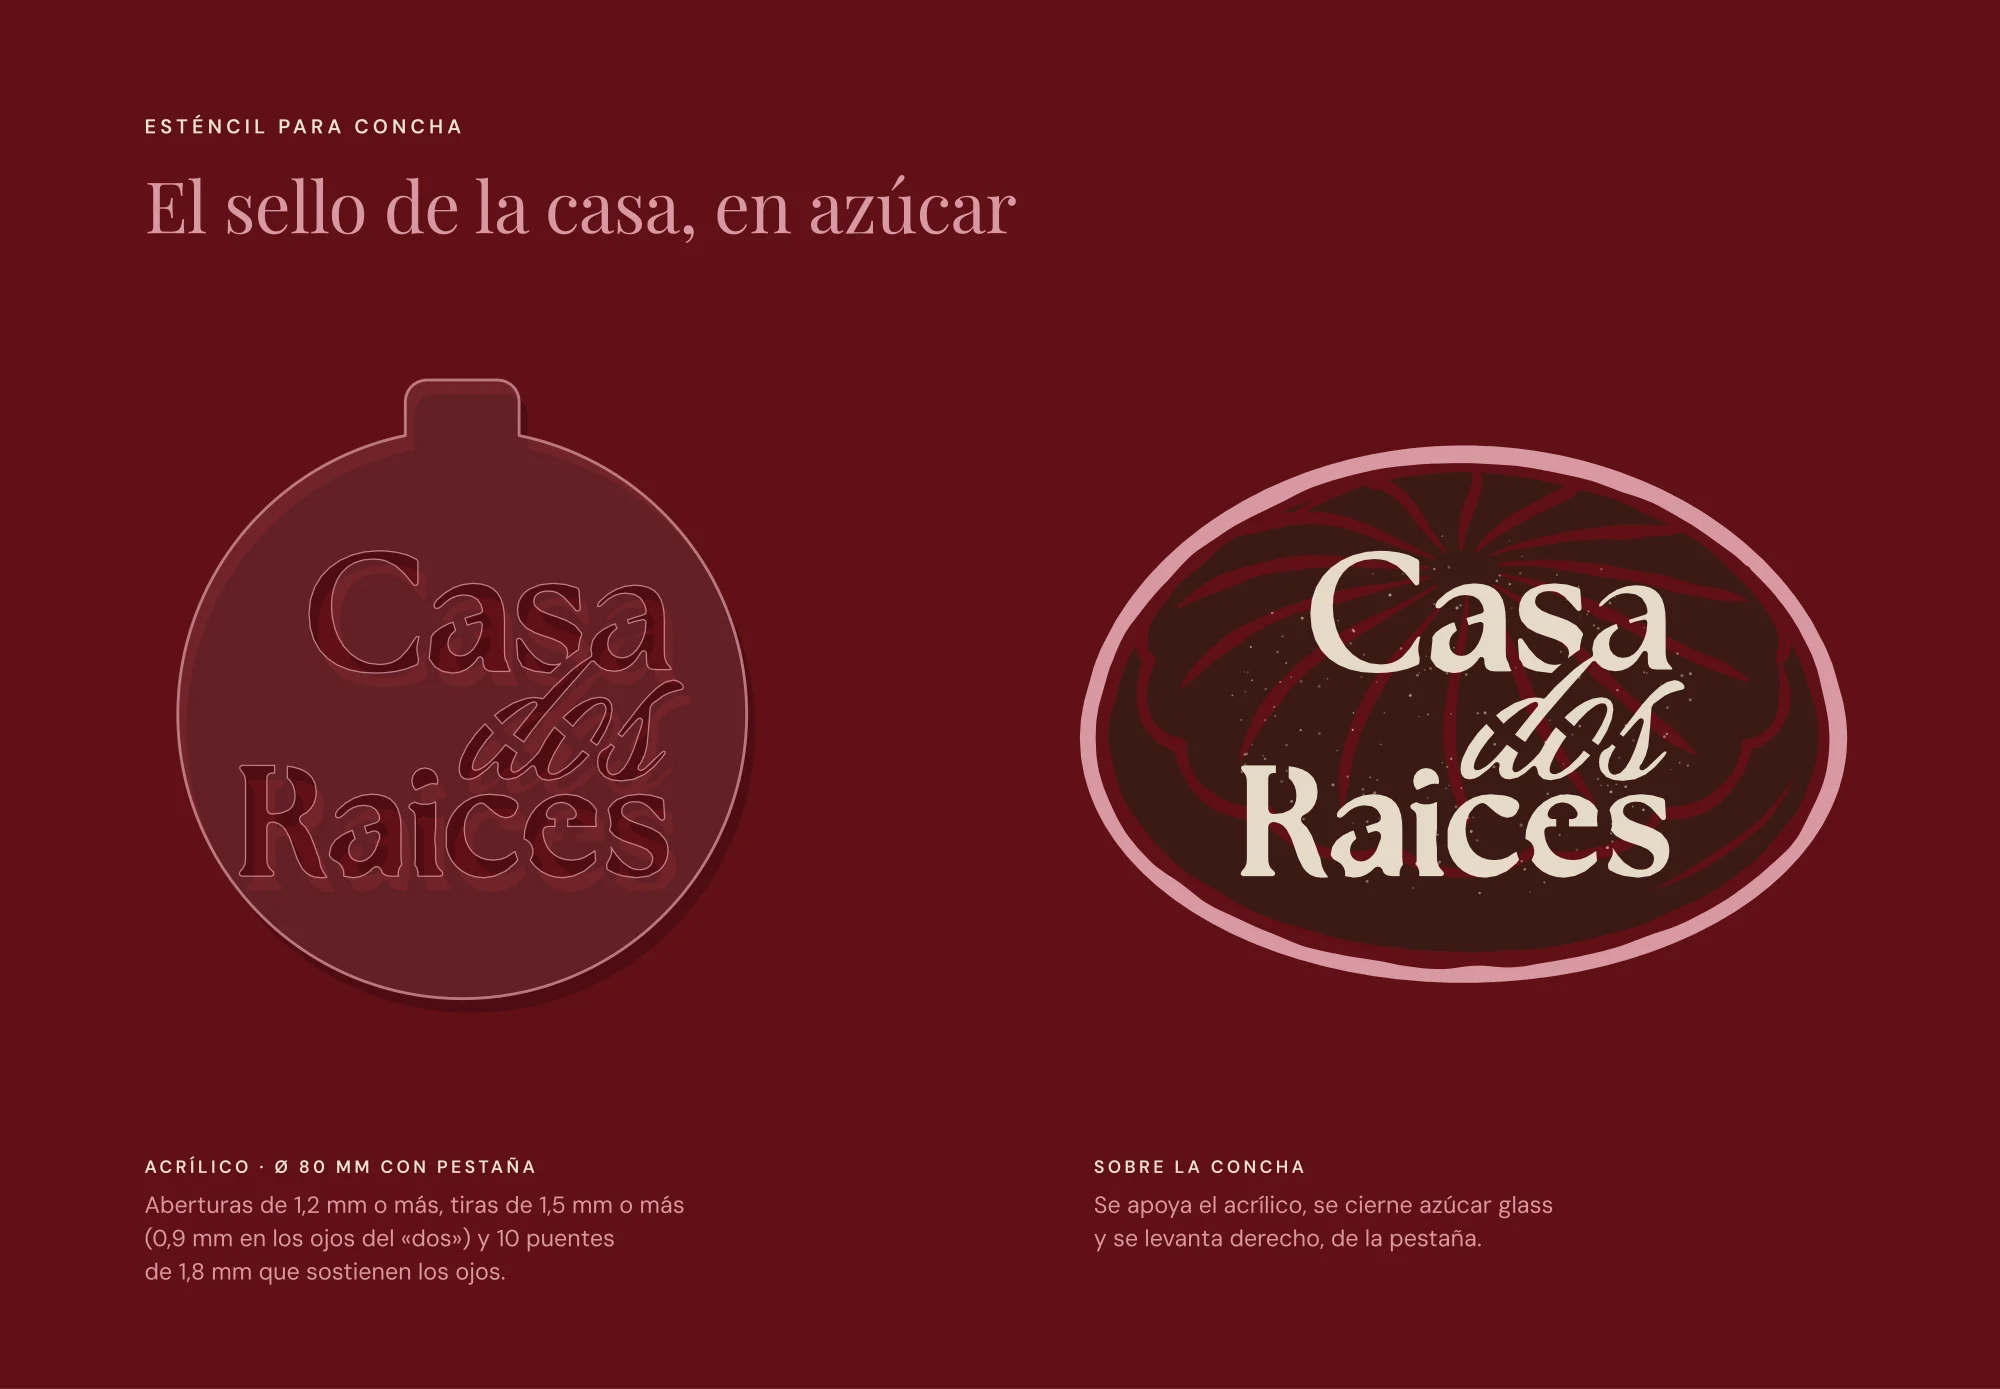 ESTÉNCIL PARA CONCHA
El sello de la casa, en azúcar
Casa
dos
Raices
Casa
dos
Raices
ACRÍLICO · Ø 80 MM CON PESTAÑA
Aberturas de 1,2 mm o más, tiras de 1,5 mm o más
(0,9 mm en los ojos del «dos») y 10 puentes
de 1,8 mm que sostienen los ojos.
SOBRE LA CONCHA
Se apoya el acrílico, se cierne azúcar glass
y se levanta derecho, de la pestaña.